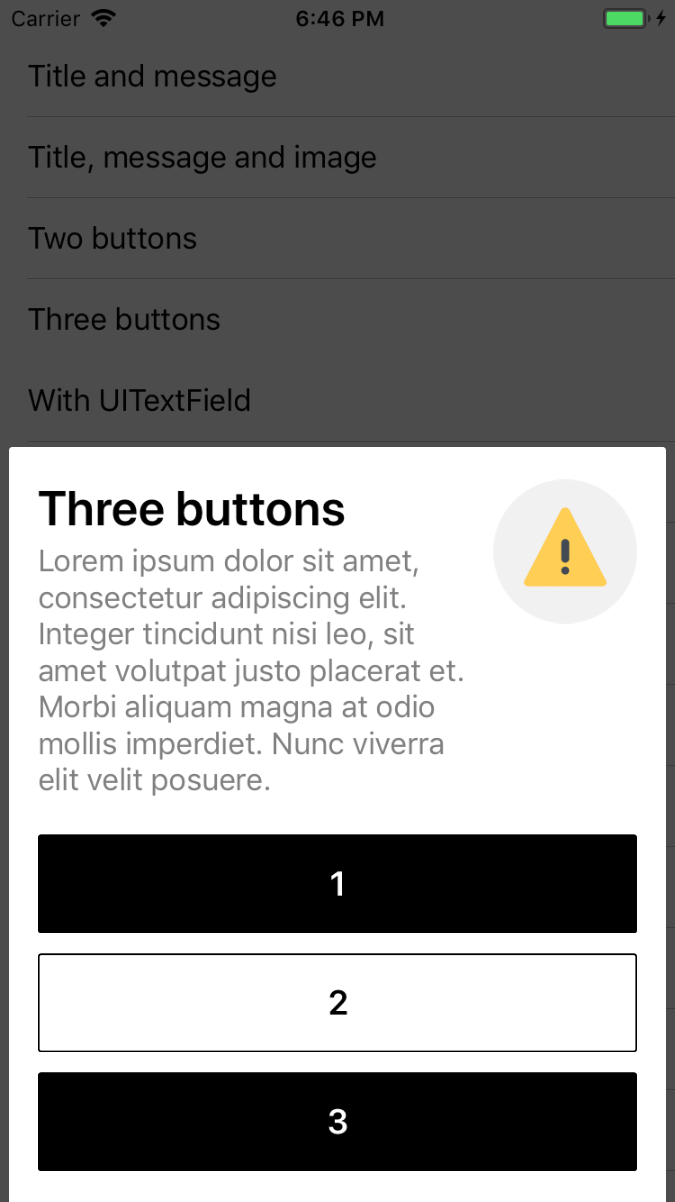 Carrier 6:46 PM
Title and message
Title, message and image
Two buttons
Three buttons
With UITextField
Three buttons
Lorem ipsum dolor sit amet,
consectetur adipiscing elit.
Integer tincidunt nisi leo, sit
amet volutpat justo placerat et.
Morbi aliquam magna at odio
mollis imperdiet. Nunc viverra
elit velit posuere.
1
2
3